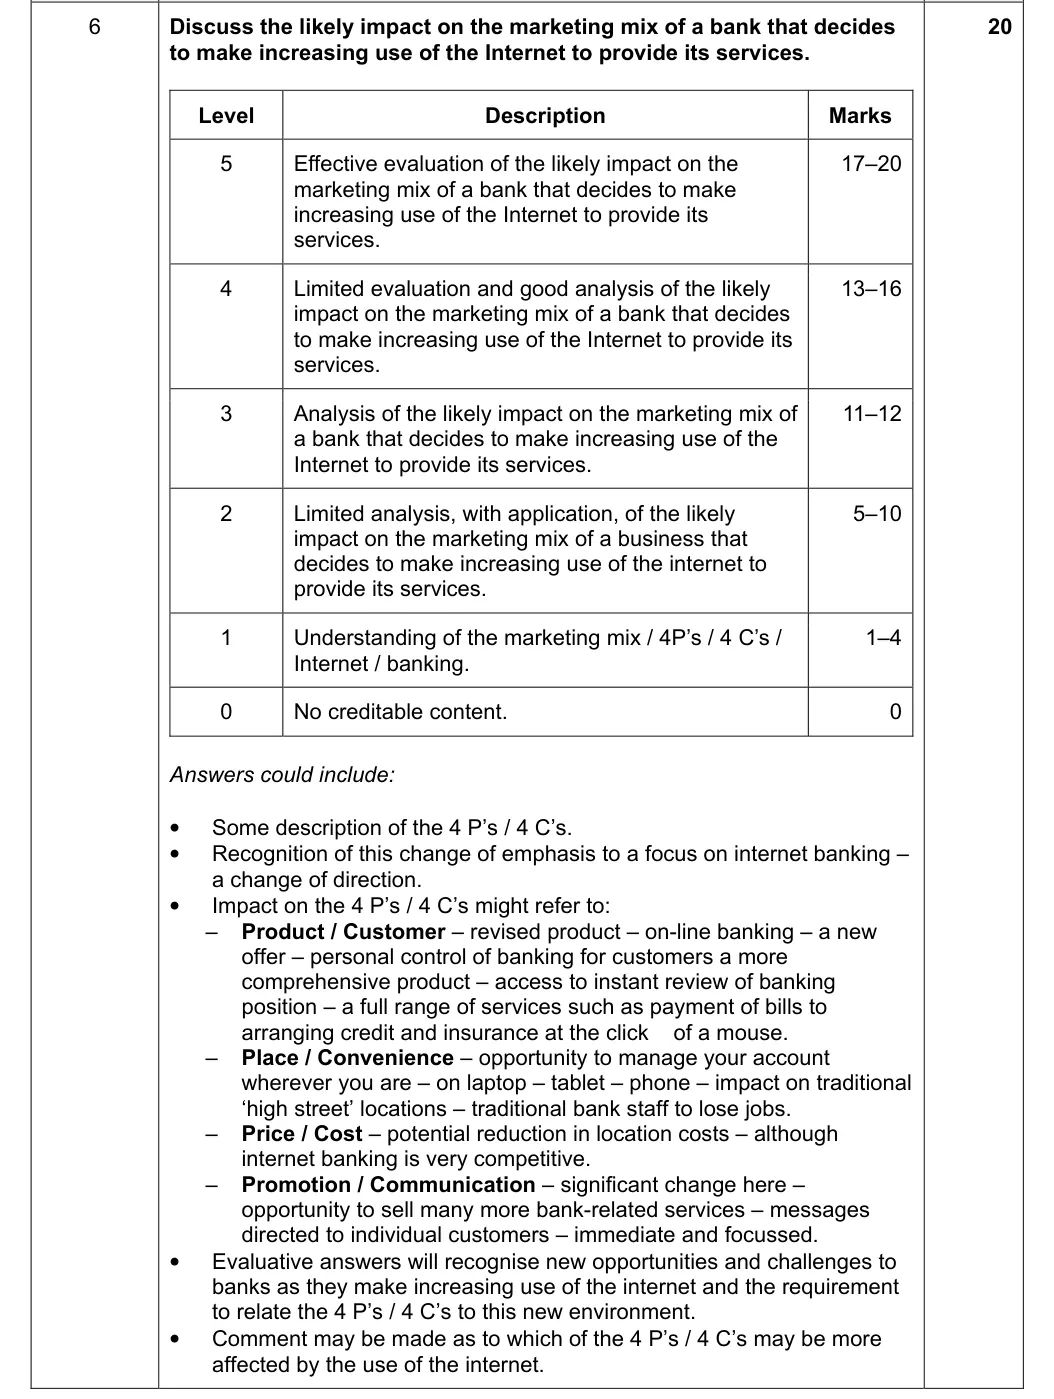 6
Discuss the likely impact on the marketing mix of a bank that decides
to make increasing use of the Internet to provide its services.
20
Level Description Marks
5 Effective evaluation of the likely impact on the 17–20
marketing mix of a bank that decides to make
increasing use of the Internet to provide its
services.
4 Limited evaluation and good analysis of the likely 13–16
impact on the marketing mix of a bank that decides
to make increasing use of the Internet to provide its
services.
3 Analysis of the likely impact on the marketing mix of 11–12
a bank that decides to make increasing use of the
Internet to provide its services.
2 Limited analysis, with application, of the likely 5–10
impact on the marketing mix of a business that
decides to make increasing use of the internet to
provide its services.
1 Understanding of the marketing mix / 4P’s / 4 C’s / 1–4
Internet / banking.
0 No creditable content. 0
Answers could include:
• Some description of the 4 P’s / 4 C’s.
• Recognition of this change of emphasis to a focus on internet banking –
a change of direction.
• Impact on the 4 P’s / 4 C’s might refer to:
– Product / Customer – revised product – on-line banking – a new
offer – personal control of banking for customers a more
comprehensive product – access to instant review of banking
position – a full range of services such as payment of bills to
arranging credit and insurance at the click of a mouse.
– Place / Convenience – opportunity to manage your account
wherever you are – on laptop – tablet – phone – impact on traditional
‘high street’ locations – traditional bank staff to lose jobs.
– Price / Cost – potential reduction in location costs – although
internet banking is very competitive.
– Promotion / Communication – significant change here –
opportunity to sell many more bank-related services – messages
directed to individual customers – immediate and focussed.
• Evaluative answers will recognise new opportunities and challenges to
banks as they make increasing use of the internet and the requirement
to relate the 4 P’s / 4 C’s to this new environment.
• Comment may be made as to which of the 4 P’s / 4 C’s may be more
affected by the use of the internet.